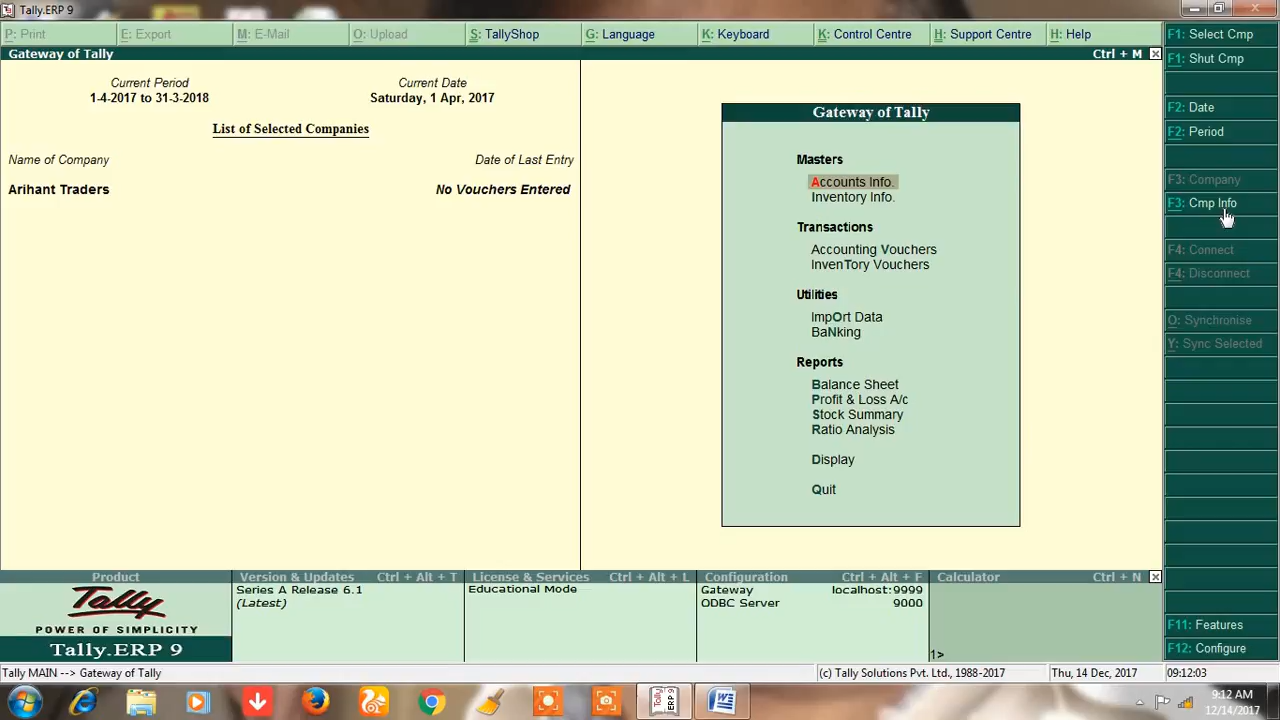 Tally.ERP 9
P: Print
E: Export
M: E-Mail
O: Upload
S: TallyShop
G: Language
K: Keyboard
K: Control Centre
H: Support Centre
H: Help
Gateway of Tally
Ctrl + M
Current Period
1-4-2017 to 31-3-2018
Current Date
Saturday, 1 Apr, 2017
List of Selected Companies
Name of Company
Date of Last Entry
Arihant Traders
No Vouchers Entered
Gateway of Tally
Masters
Accounts Info.
Inventory Info.
Transactions
Accounting Vouchers
InvenTory Vouchers
Utilities
ImpOrt Data
BaNking
Reports
Balance Sheet
Profit & Loss A/c
Stock Summary
Ratio Analysis
Display
Quit
F1: Select Cmp
F1: Shut Cmp
F2: Date
F2: Period
F3: Company
F3: Cmp Info
F4: Connect
F4: Disconnect
O: Synchronise
Y: Sync Selected
F11: Features
F12: Configure
Product
Tally
POWER OF SIMPLICITY
Tally.ERP 9
Version & Updates Ctrl + Alt + T
Series A Release 6.1
(Latest)
License & Services Ctrl + Alt + L
Educational Mode
Configuration Ctrl + Alt + F
Gateway localhost:9999
ODBC Server 9000
Calculator Ctrl + N
1>
Tally MAIN --> Gateway of Tally
(c) Tally Solutions Pvt. Ltd., 1988-2017
Thu, 14 Dec, 2017
09:12:03
9:12 AM
12/14/2017